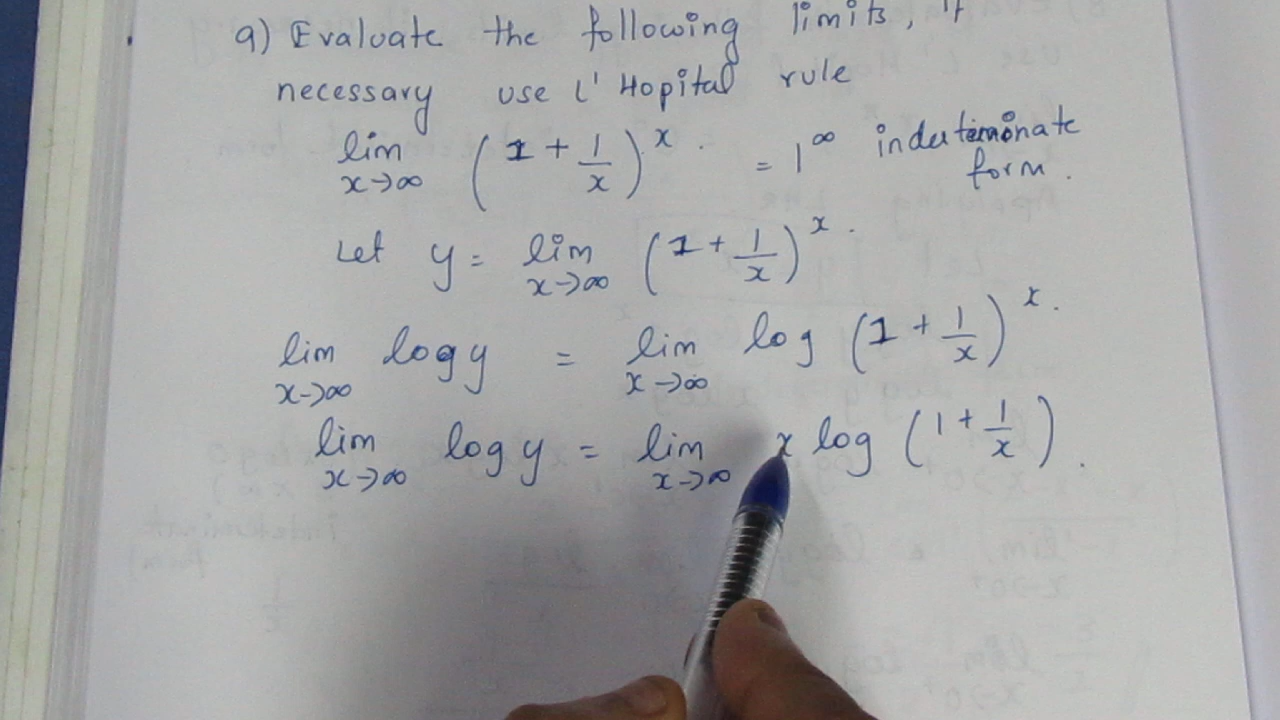 9) Evaluate the following limits, if
necessary use L' Hopital rule
lim x→∞ (1 + 1/x)^x . = 1^∞ indeterminate form.
Let y = lim x→∞ (1 + 1/x)^x .
lim x→∞ log y = lim x→∞ log (1 + 1/x)^x .
lim x→∞ log y = lim x→∞ x log (1 + 1/x) .